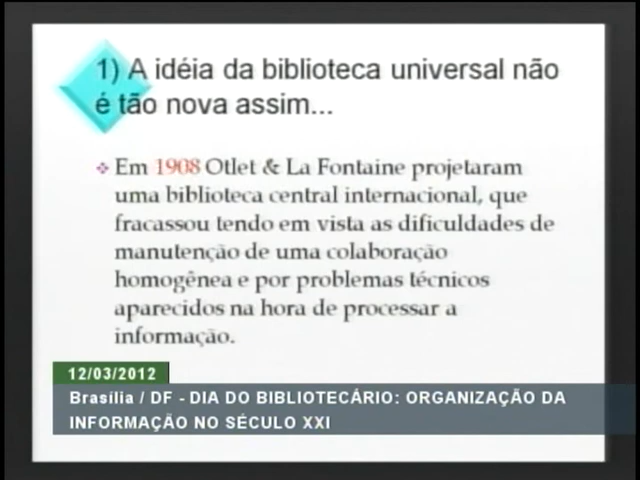 1) A idéia da biblioteca universal não
é tão nova assim...
Em 1908 Otlet & La Fontaine projetaram
uma biblioteca central internacional, que
fracassou tendo em vista as dificuldades de
manutenção de uma colaboração
homogênea e por problemas técnicos
aparecidos na hora de processar a
informação.
12/03/2012
Brasília / DF - DIA DO BIBLIOTECÁRIO: ORGANIZAÇÃO DA
INFORMAÇÃO NO SÉCULO XXI